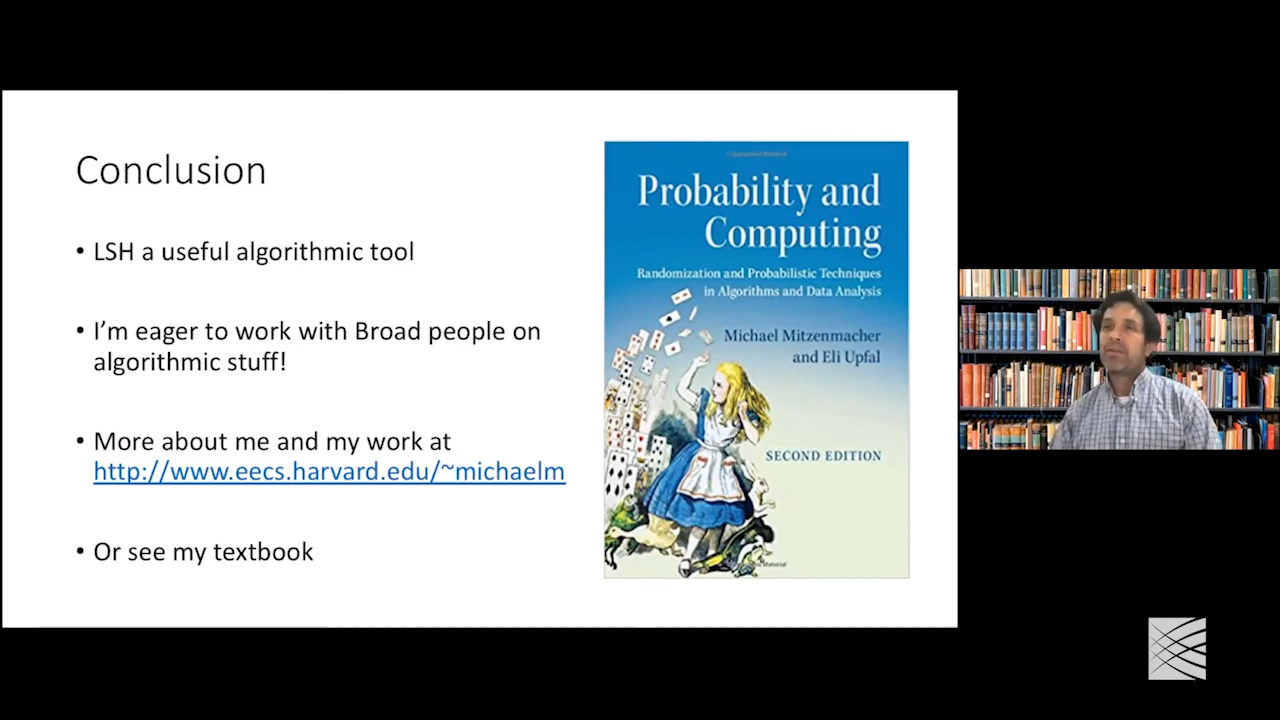 Conclusion
• LSH a useful algorithmic tool
• I’m eager to work with Broad people on
algorithmic stuff!
• More about me and my work at
http://www.eecs.harvard.edu/~michaelm
• Or see my textbook
Probability and
Computing
Randomization and Probabilistic Techniques
in Algorithms and Data Analysis
Michael Mitzenmacher
and Eli Upfal
SECOND EDITION